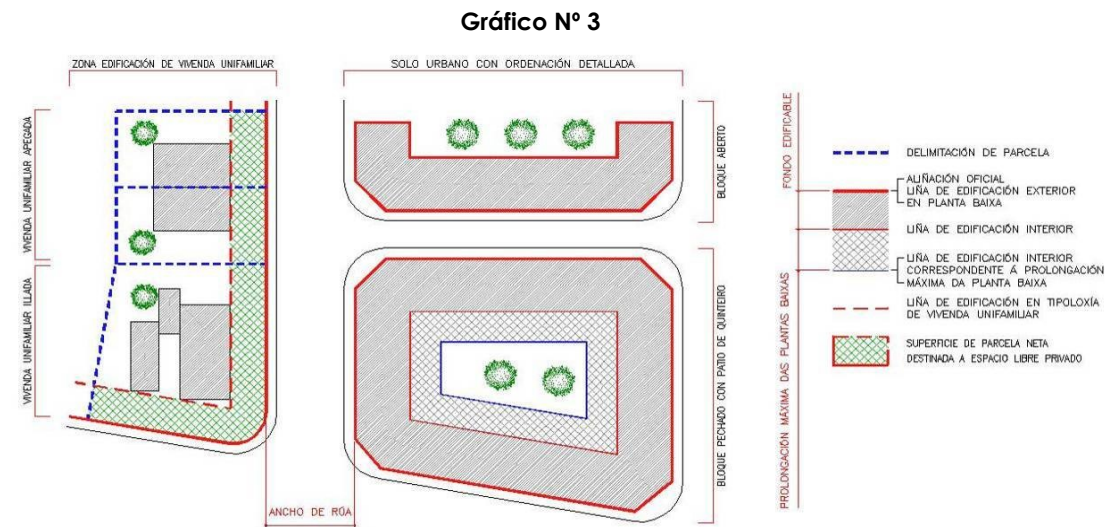 Gráfico Nº 3
ZONA EDIFICACIÓN DE VIVENDA UNIFAMILIAR
SOLO URBANO CON ORDENACIÓN DETALLADA
VIVENDA UNIFAMILIAR APEGADA
VIVENDA UNIFAMILIAR ILLADA
BLOQUE ABERTO
BLOQUE PECHADO CON PATIO DE QUINTEIRO
ANCHO DE RÚA
FONDO EDIFICABLE
PROLONGACIÓN MÁXIMA DAS PLANTAS BAIXAS
DELIMITACIÓN DE PARCELA
ALIÑACIÓN OFICIAL
LIÑA DE EDIFICACIÓN EXTERIOR
EN PLANTA BAIXA
LIÑA DE EDIFICACIÓN INTERIOR
LIÑA DE EDIFICACIÓN INTERIOR
CORRESPONDENTE Á PROLONGACIÓN
MÁXIMA DA PLANTA BAIXA
LIÑA DE EDIFICACIÓN EN TIPOLOXÍA
DE VIVENDA UNIFAMILIAR
SUPERFICIE DE PARCELA NETA
DESTINADA A ESPACIO LIBRE PRIVADO